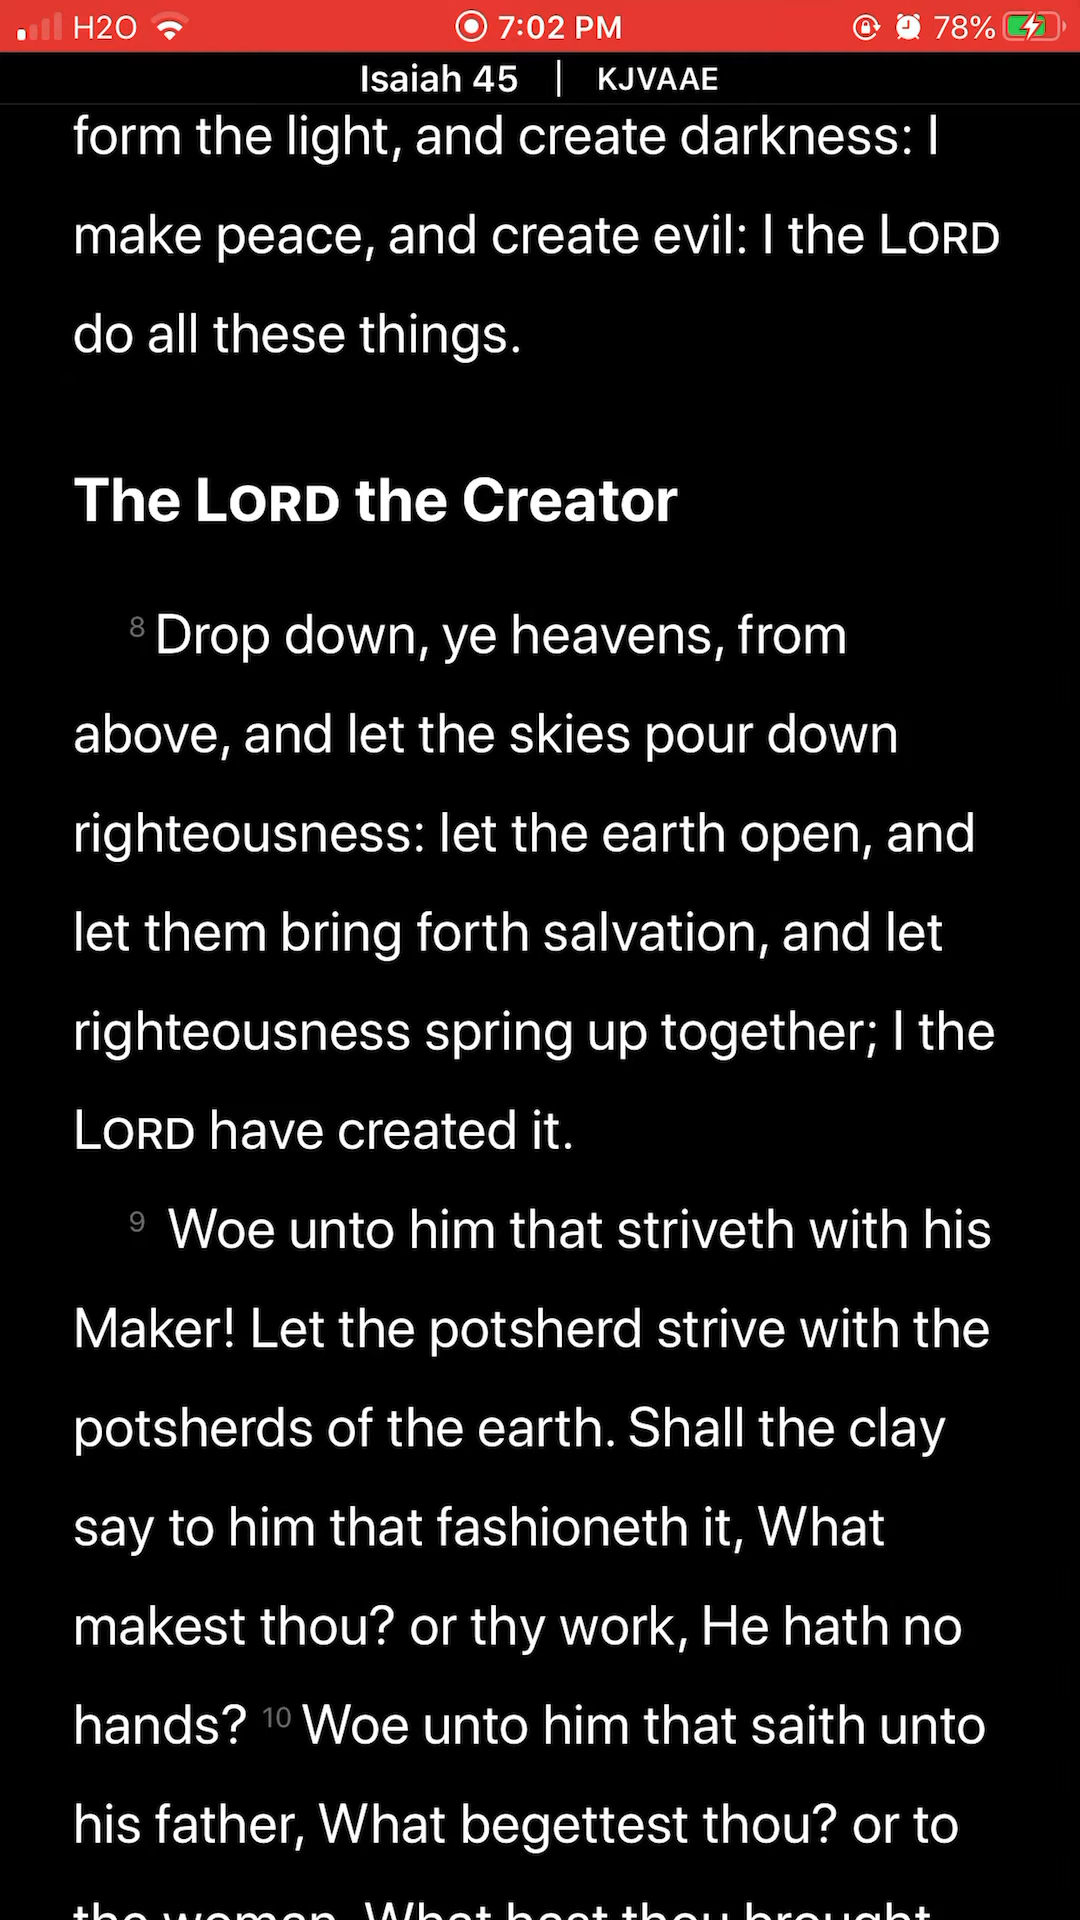 H2O 7:02 PM 78%
Isaiah 45 | KJVAAE
form the light, and create darkness: I
make peace, and create evil: I the LORD
do all these things.
The LORD the Creator
8 Drop down, ye heavens, from
above, and let the skies pour down
righteousness: let the earth open, and
let them bring forth salvation, and let
righteousness spring up together; I the
LORD have created it.
9 Woe unto him that striveth with his
Maker! Let the potsherd strive with the
potsherds of the earth. Shall the clay
say to him that fashioneth it, What
makest thou? or thy work, He hath no
hands? 10 Woe unto him that saith unto
his father, What begettest thou? or to
the woman, What hast thou brought